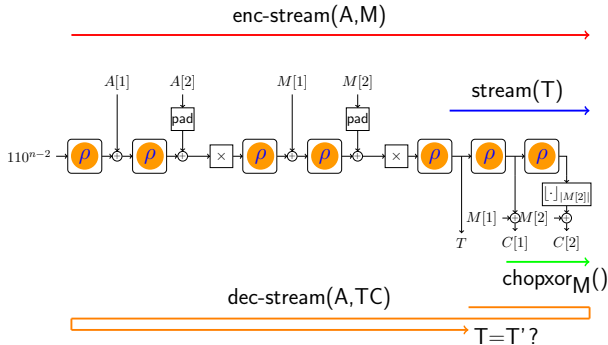 enc-stream(A,M)
A[1] A[2] M[1] M[2] stream(T)
pad pad
110ⁿ⁻² ρ ρ × ρ ρ × ρ ρ ρ
⌊·⌋|M[2]|
M[1] M[2]
T C[1] C[2]
chopxor_M()
dec-stream(A,TC)
T=T'?